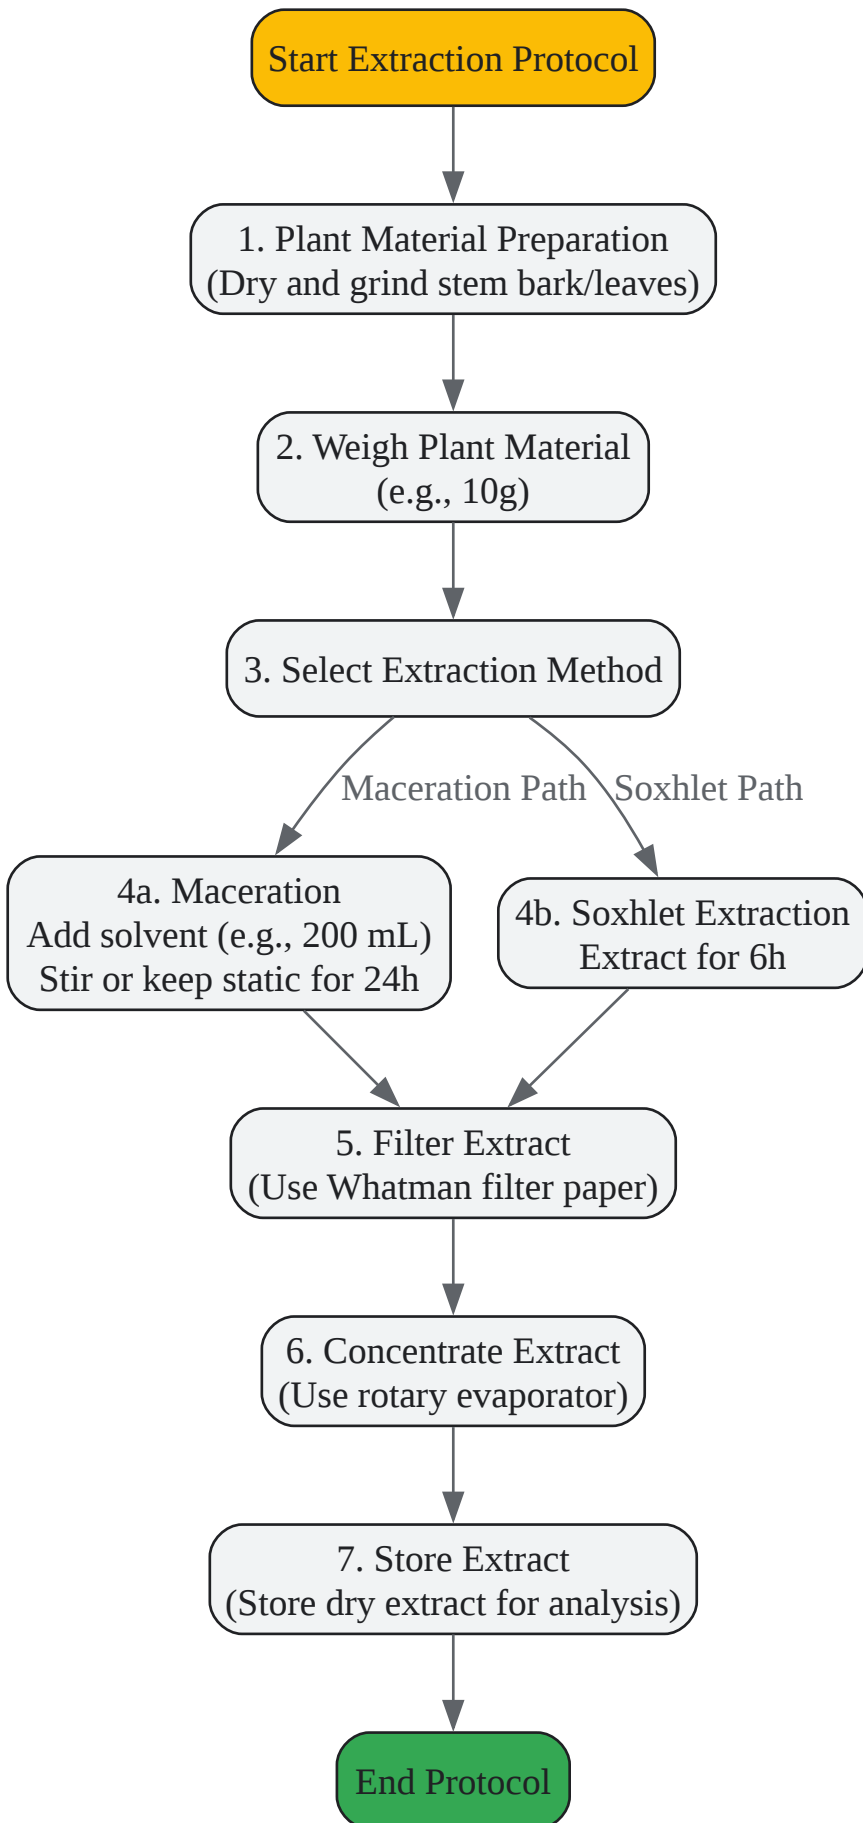 Start Extraction Protocol
1. Plant Material Preparation
(Dry and grind stem bark/leaves)
2. Weigh Plant Material
(e.g., 10g)
3. Select Extraction Method
Maceration Path
Soxhlet Path
4a. Maceration
Add solvent (e.g., 200 mL)
Stir or keep static for 24h
4b. Soxhlet Extraction
Extract for 6h
5. Filter Extract
(Use Whatman filter paper)
6. Concentrate Extract
(Use rotary evaporator)
7. Store Extract
(Store dry extract for analysis)
End Protocol